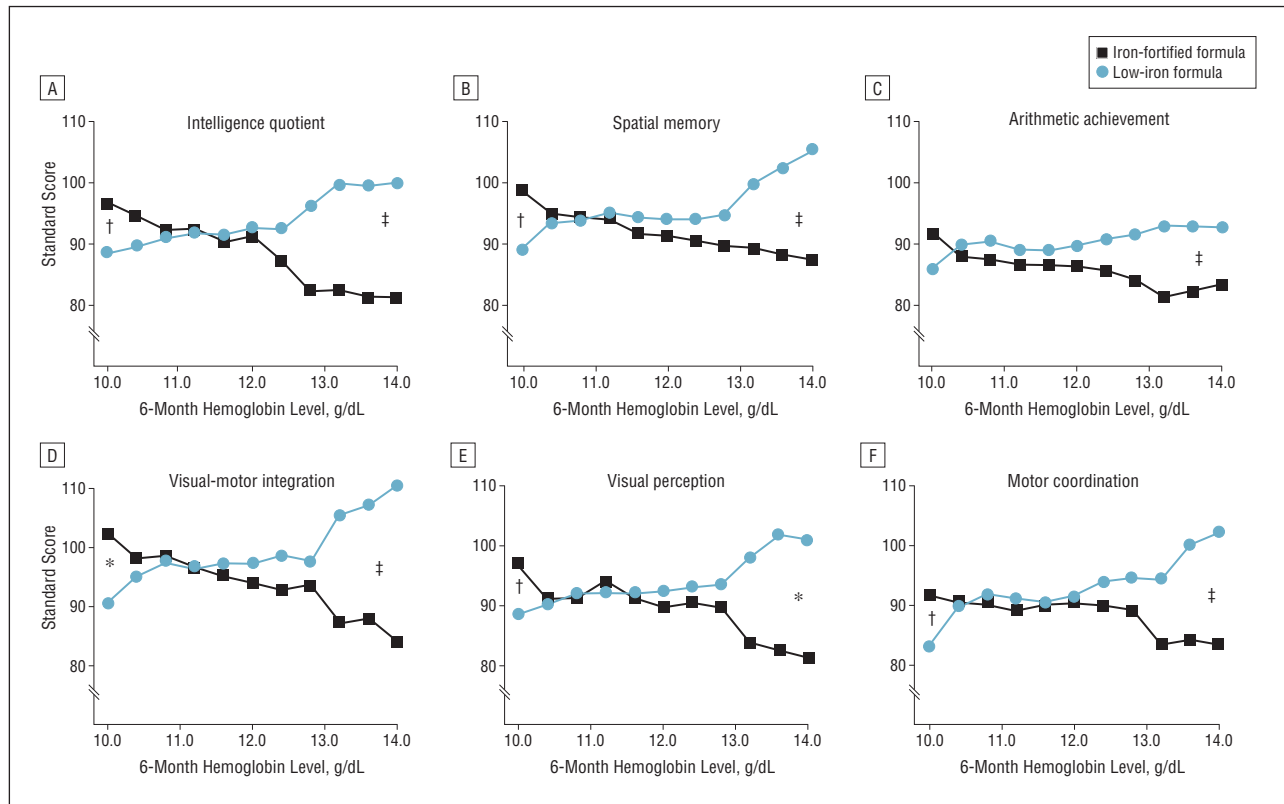 Iron-fortified formula
Low-iron formula
A
Intelligence quotient
110
100
90
80
Standard Score
†
‡
10.0 11.0 12.0 13.0 14.0
6-Month Hemoglobin Level, g/dL
B
Spatial memory
110
100
90
80
†
‡
10.0 11.0 12.0 13.0 14.0
6-Month Hemoglobin Level, g/dL
C
Arithmetic achievement
110
100
90
80
‡
10.0 11.0 12.0 13.0 14.0
6-Month Hemoglobin Level, g/dL
D
Visual-motor integration
110
100
90
80
Standard Score
*
‡
10.0 11.0 12.0 13.0 14.0
6-Month Hemoglobin Level, g/dL
E
Visual perception
110
100
90
80
†
*
10.0 11.0 12.0 13.0 14.0
6-Month Hemoglobin Level, g/dL
F
Motor coordination
110
100
90
80
†
‡
10.0 11.0 12.0 13.0 14.0
6-Month Hemoglobin Level, g/dL